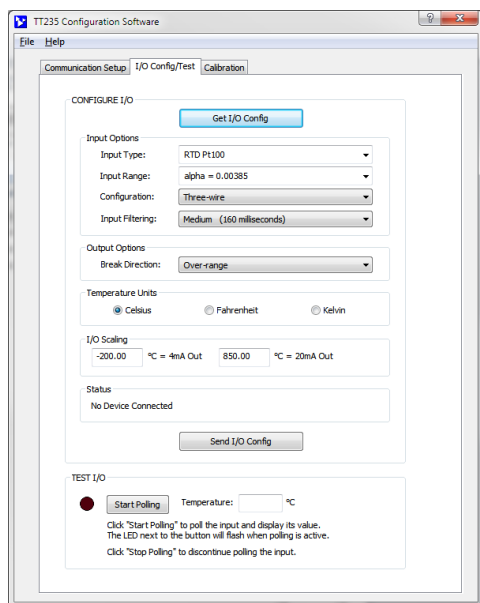 TT235 Configuration Software
File Help
Communication Setup I/O Config/Test Calibration
CONFIGURE I/O
Get I/O Config
Input Options
Input Type: RTD Pt100
Input Range: alpha = 0.00385
Configuration: Three-wire
Input Filtering: Medium (160 milliseconds)
Output Options
Break Direction: Over-range
Temperature Units
Celsius Fahrenheit Kelvin
I/O Scaling
-200.00 °C = 4mA Out 850.00 °C = 20mA Out
Status
No Device Connected
Send I/O Config
TEST I/O
Start Polling Temperature: °C
Click "Start Polling" to poll the input and display its value.
The LED next to the button will flash when polling is active.
Click "Stop Polling" to discontinue polling the input.